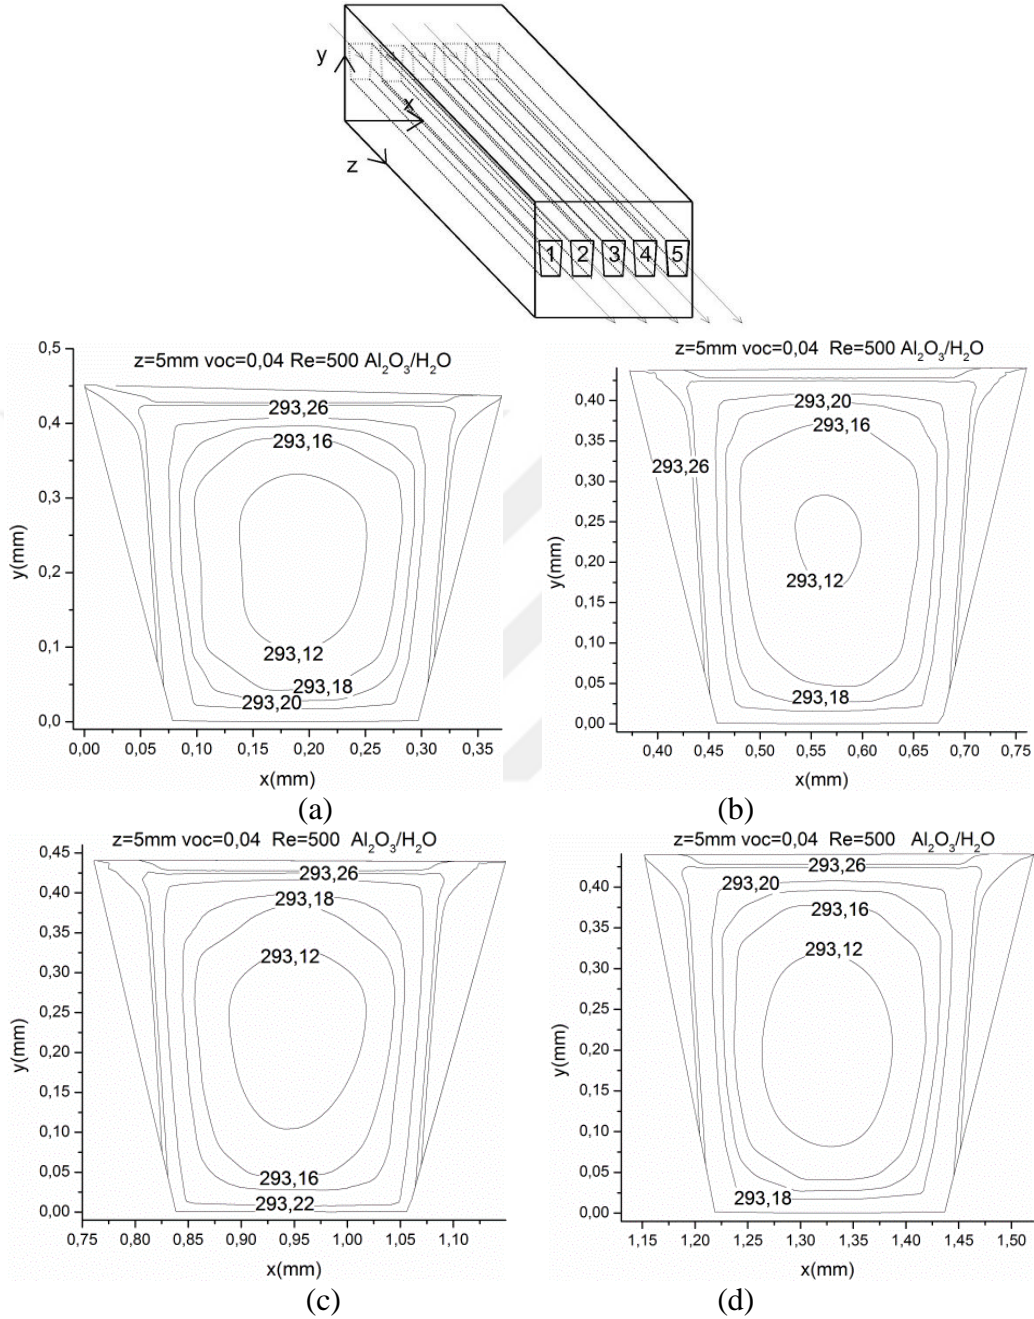 y
x
z
1 2 3 4 5
z=5mm voc=0,04 Re=500 Al₂O₃/H₂O
0,5
0,4
0,3
0,2
0,1
0,0
y(mm)
293,26
293,16
293,12
293,18
293,20
0,00 0,05 0,10 0,15 0,20 0,25 0,30 0,35
x(mm)
(a)
z=5mm voc=0,04 Re=500 Al₂O₃/H₂O
0,40
0,35
0,30
0,25
0,20
0,15
0,10
0,05
0,00
y(mm)
293,20
293,16
293,26
293,12
293,18
0,40 0,45 0,50 0,55 0,60 0,65 0,70 0,75
x(mm)
(b)
z=5mm voc=0,04 Re=500 Al₂O₃/H₂O
0,45
0,40
0,35
0,30
0,25
0,20
0,15
0,10
0,05
0,00
y(mm)
293,26
293,18
293,12
293,16
293,22
0,75 0,80 0,85 0,90 0,95 1,00 1,05 1,10
x(mm)
(c)
z=5mm voc=0,04 Re=500 Al₂O₃/H₂O
0,40
0,30
0,20
0,10
0,05
0,00
y(mm)
293,26
293,20
293,16
293,12
293,18
1,15 1,20 1,25 1,30 1,35 1,40 1,45 1,50
x(mm)
(d)